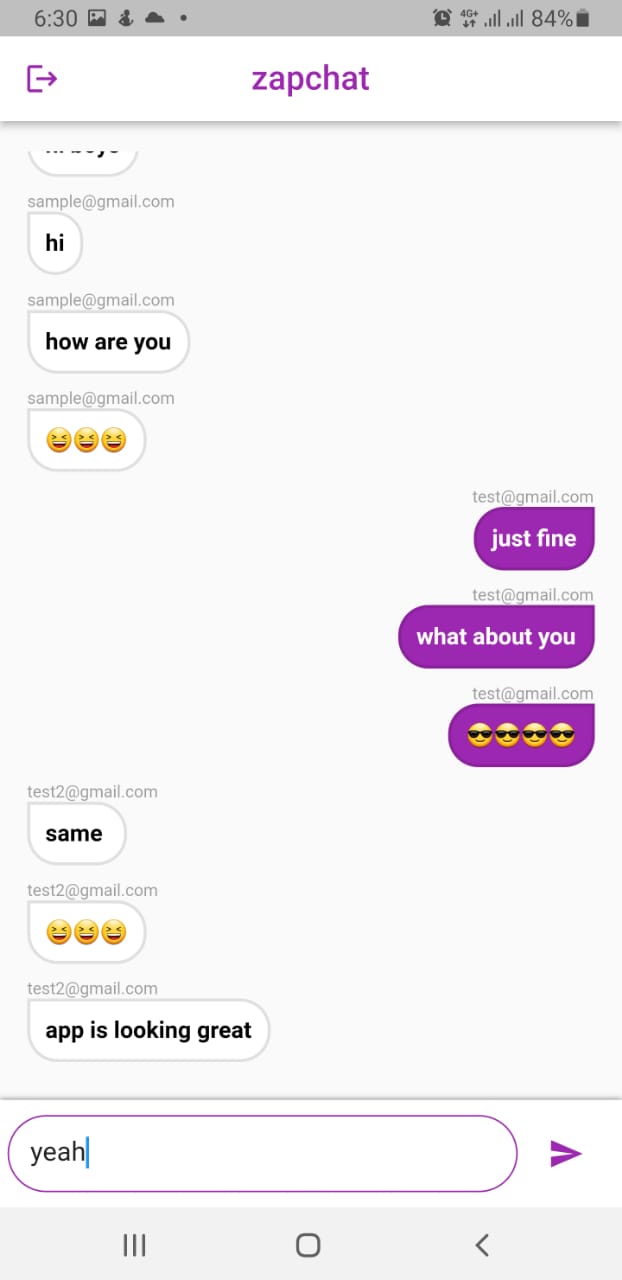 6:30 4G+ 84%
zapchat
sample@gmail.com
hi
sample@gmail.com
how are you
sample@gmail.com
😆😆😆
test@gmail.com
just fine
test@gmail.com
what about you
test@gmail.com
😎😎😎😎
test2@gmail.com
same
test2@gmail.com
😆😆😆
test2@gmail.com
app is looking great
yeah